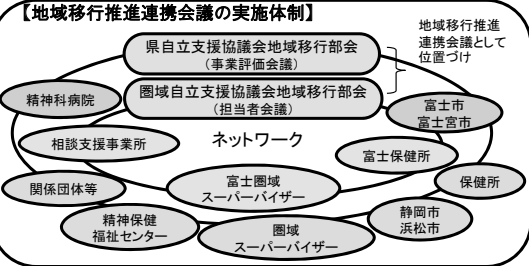 【地域移行推進連携会議の実施体制】
地域移行推進
連携会議として
位置づけ
県自立支援協議会地域移行部会
（事業評価会議）
圏域自立支援協議会地域移行部会
（担当者会議）
精神科病院
富士市
富士宮市
相談支援事業所
ネットワーク
富士保健所
関係団体等
富士圏域
スーパーバイザー
保健所
精神保健
福祉センター
圏域
スーパーバイザー
静岡市
浜松市